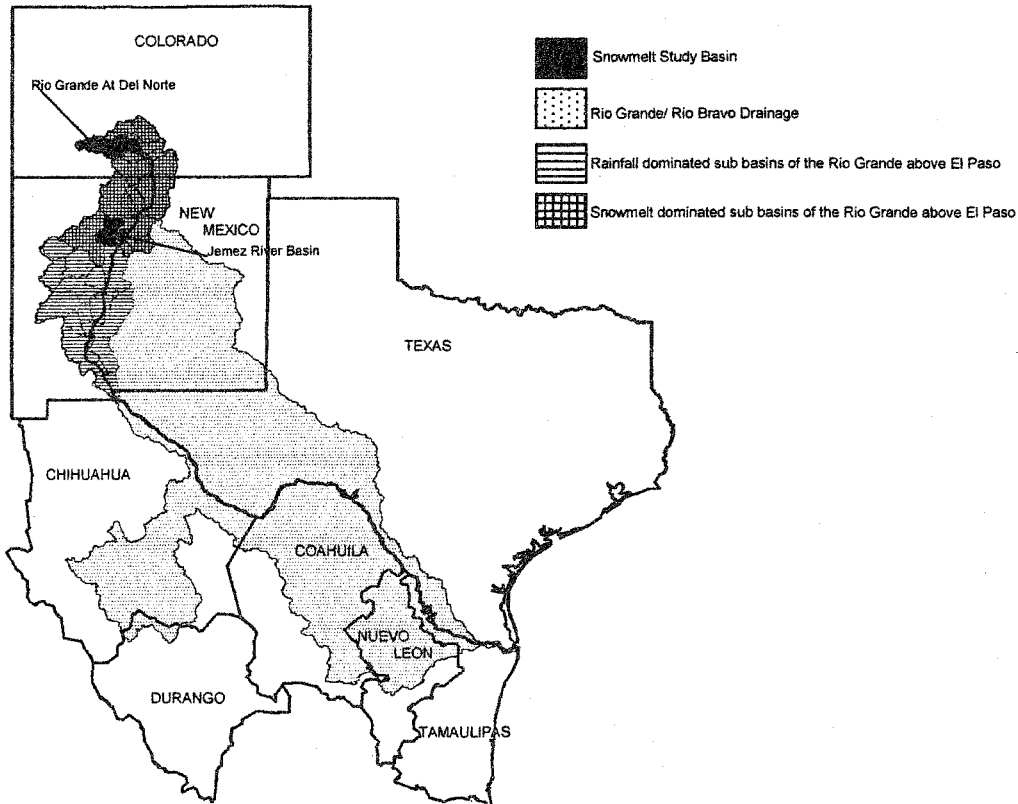 COLORADO
Rio Grande At Del Norte
NEW
MEXICO
Jemez River Basin
TEXAS
CHIHUAHUA
COAHUILA
NUEVO
LEON
DURANGO
TAMAULIPAS
Snowmelt Study Basin
Rio Grande/ Rio Bravo Drainage
Rainfall dominated sub basins of the Rio Grande above El Paso
Snowmelt dominated sub basins of the Rio Grande above El Paso